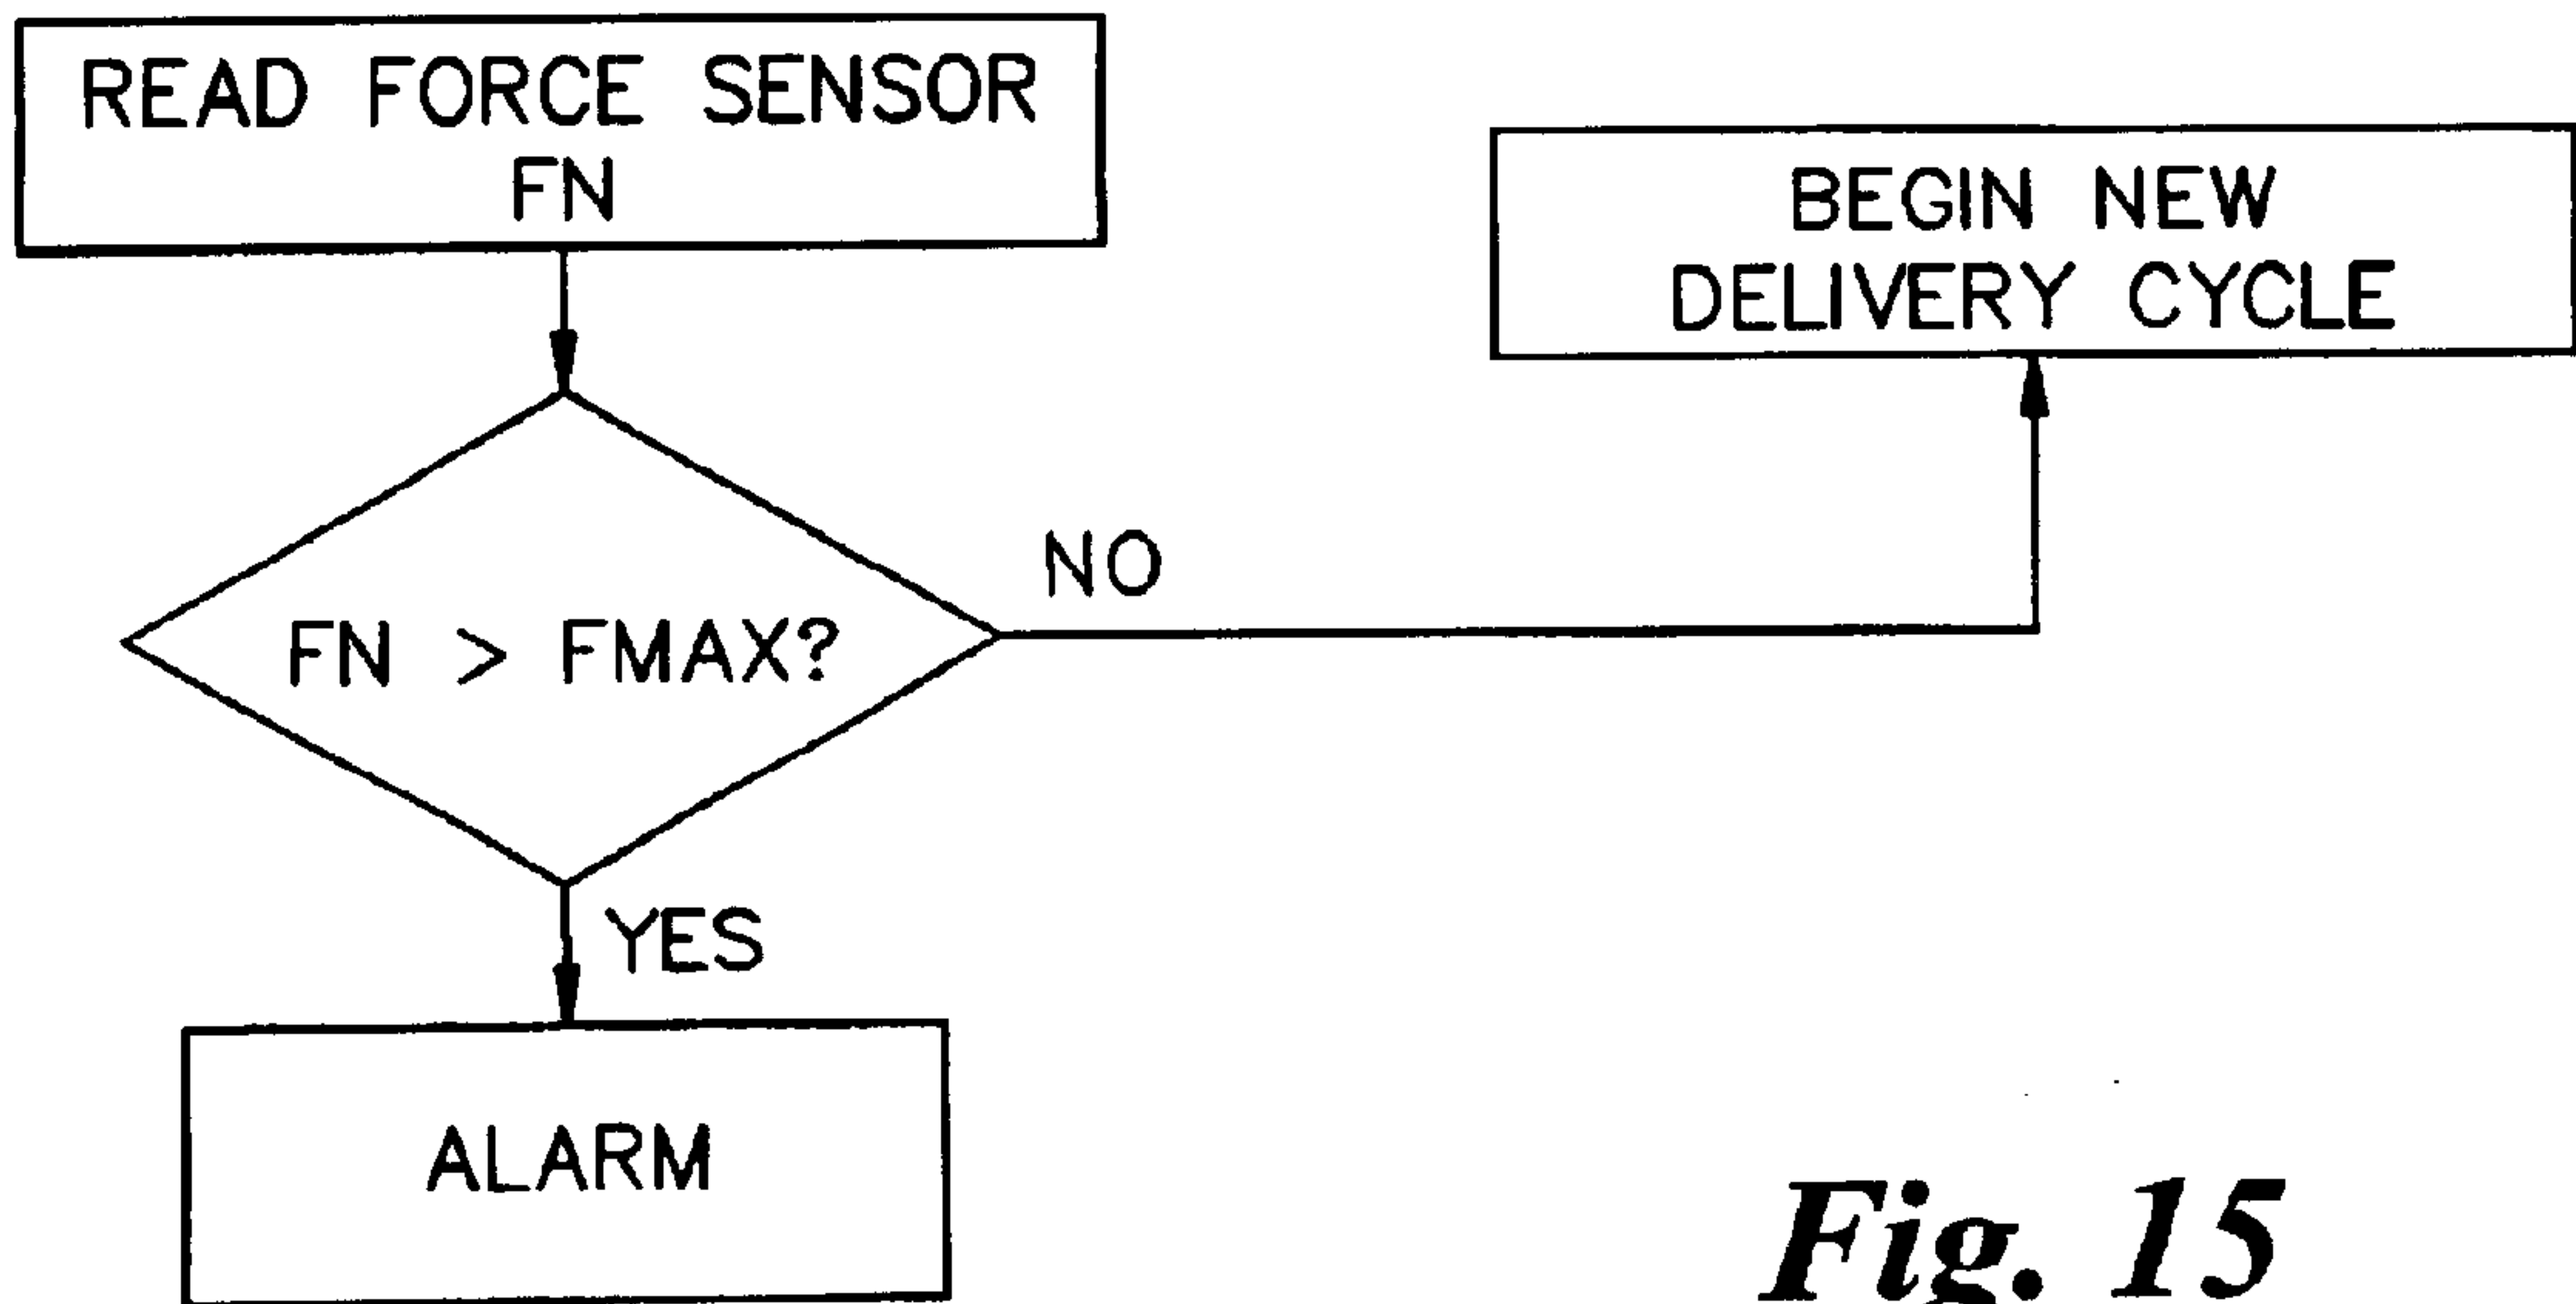 READ FORCE SENSOR
FN
BEGIN NEW
DELIVERY CYCLE
FN > FMAX?
NO
YES
ALARM
Fig. 15